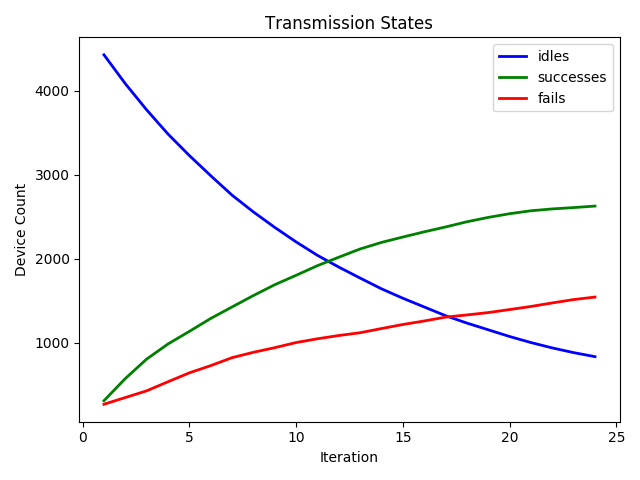 Transmission States
idles
successes
fails
4000
3000
2000
1000
Device Count
0
5
10
15
20
25
Iteration